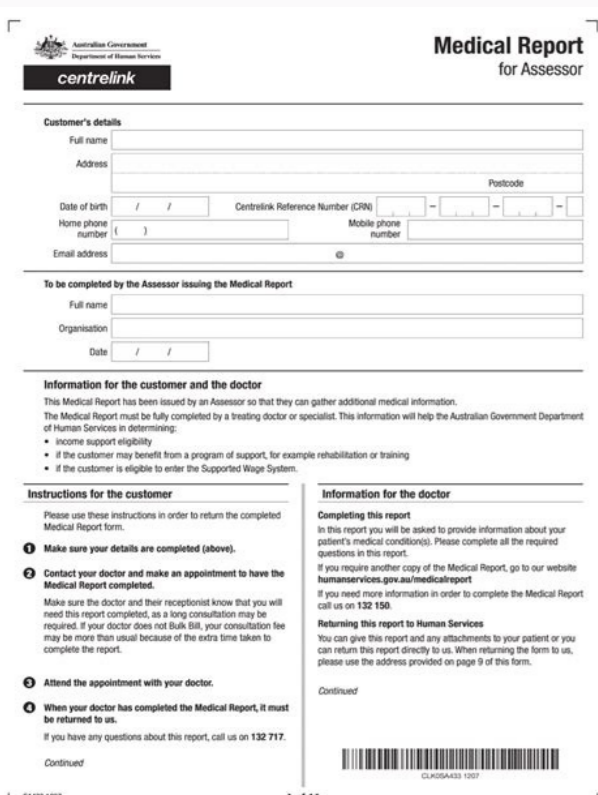 Australian Government
Department of Human Services
centrelink
Medical Report
for Assessor
Customer's details
Full name
Address
Postcode
Date of birth / /
Centrelink Reference Number (CRN) – – –
Home phone
number ( )
Mobile phone
number
Email address @
To be completed by the Assessor issuing the Medical Report
Full name
Organisation
Date / /
Information for the customer and the doctor
This Medical Report has been issued by an Assessor so that they can gather additional medical information.
The Medical Report must be fully completed by a treating doctor or specialist. This information will help the Australian Government Department
of Human Services in determining:
• income support eligibility
• if the customer may benefit from a program of support, for example rehabilitation or training
• if the customer is eligible to enter the Supported Wage System.
Instructions for the customer
Please use these instructions in order to return the completed
Medical Report form.
1 Make sure your details are completed (above).
2 Contact your doctor and make an appointment to have the
Medical Report completed.
Make sure the doctor and their receptionist know that you will
need this report completed, as a long consultation may be
required. If your doctor does not Bulk Bill, your consultation fee
may be more than usual because of the extra time taken to
complete the report.
3 Attend the appointment with your doctor.
4 When your doctor has completed the Medical Report, it must
be returned to us.
If you have any questions about this report, call us on 132 717.
Continued
Information for the doctor
Completing this report
In this report you will be asked to provide information about your
patient's medical condition(s). Please complete all the required
questions in this report.
If you require another copy of the Medical Report, go to our website
humanservices.gov.au/medicalreport
If you need more information in order to complete the Medical Report
call us on 132 150.
Returning this report to Human Services
You can give this report and any attachments to your patient or you
can return this report directly to us. When returning the form to us,
please use the address provided on page 9 of this form.
Continued
CLK0SA433 1207